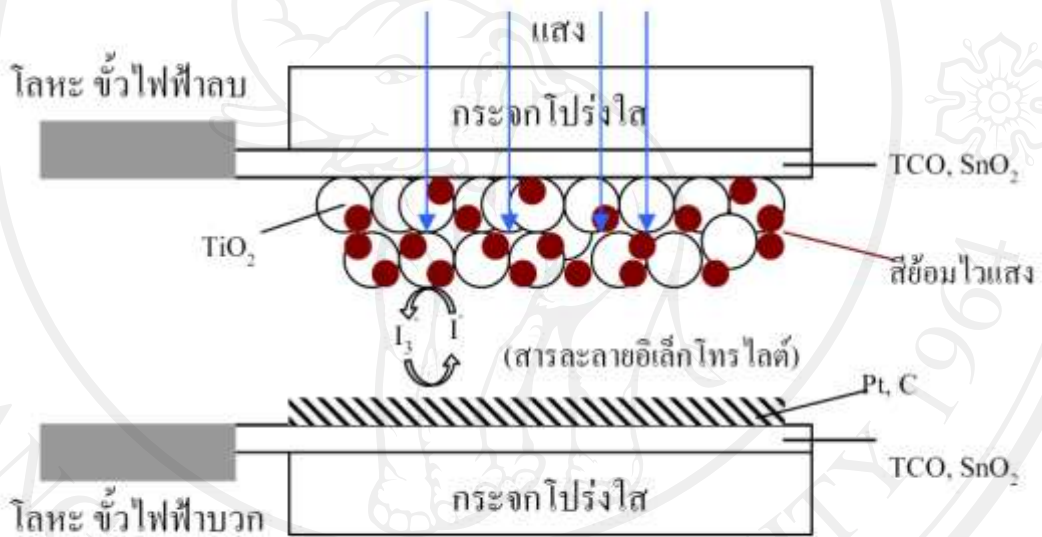 แสง
โลหะ ขั้วไฟฟ้าลบ
กระจกโปร่งใส
TCO, SnO₂
TiO₂
สีย้อมไวแสง
I₃⁻ I⁻
(สารละลายอิเล็กโทรไลต์)
Pt, C
TCO, SnO₂
กระจกโปร่งใส
โลหะ ขั้วไฟฟ้าบวก
1964